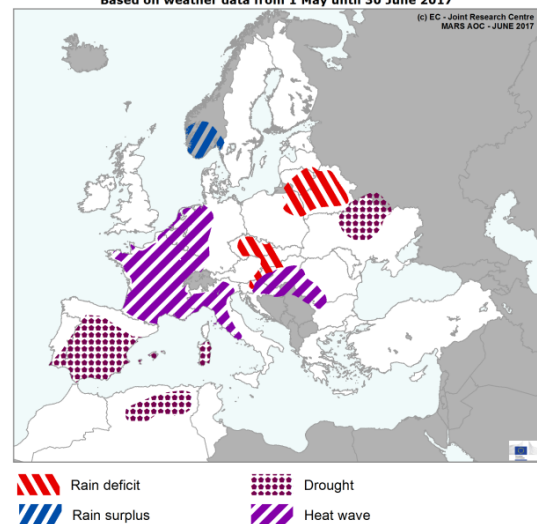 Based on weather data from 1 May until 30 June 2017
(c) EC - Joint Research Centre
MARS AOC - JUNE 2017
Rain deficit
Drought
Rain surplus
Heat wave